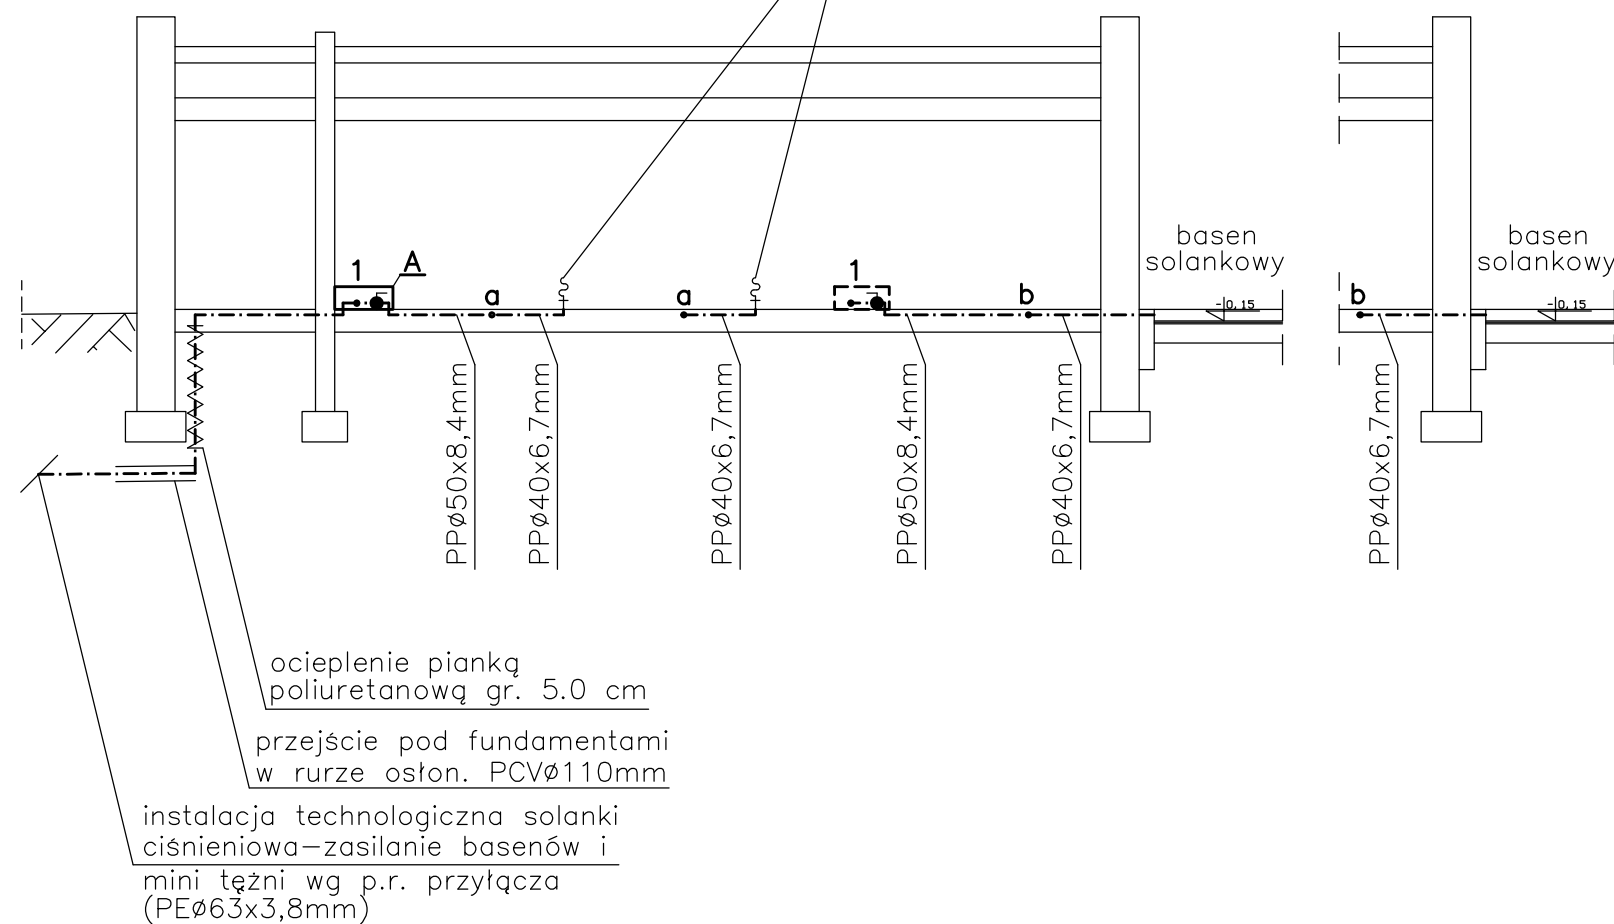 basen
solankowy
basen
solankowy
1
A
a
a
1
b
b
-0,15
-0,15
PPø50x8,4mm
PPø40x6,7mm
PPø40x6,7mm
PPø50x8,4mm
PPø40x6,7mm
PPø40x6,7mm
ocieplenie pianką
poliuretanową gr. 5.0 cm
przejście pod fundamentami
w rurze osłon. PCVø110mm
instalacja technologiczna solanki
ciśnieniowa-zasilanie basenów i
mini tężni wg p.r. przyłącza
(PEø63x3,8mm)